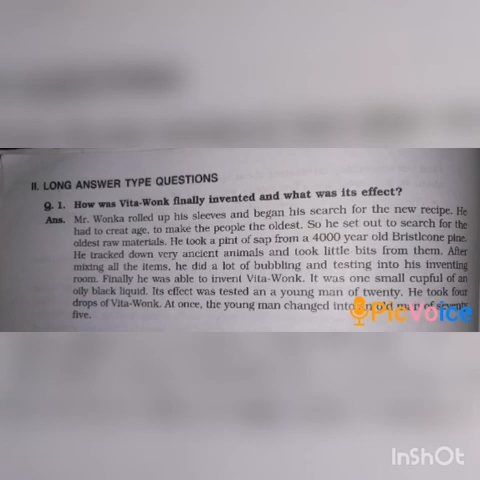 II. LONG ANSWER TYPE QUESTIONS
Q. 1. How was Vita-Wonk finally invented and what was its effect?
Ans. Mr. Wonka rolled up his sleeves and began his search for the new recipe. He
had to creat age, to make the people the oldest. So he set out to search for the
oldest raw materials. He took a pint of sap from a 4000 year old Bristlcone pine.
He tracked down very ancient animals and took little bits from them. After
mixing all the items, he did a lot of bubbling and testing into his inventing
room. Finally he was able to invent Vita-Wonk. It was one small cupful of an
oily black liquid. Its effect was tested an a young man of twenty. He took four
drops of Vita-Wonk. At once, the young man changed into an old man of seventy
five.
PicVoice
InShOt